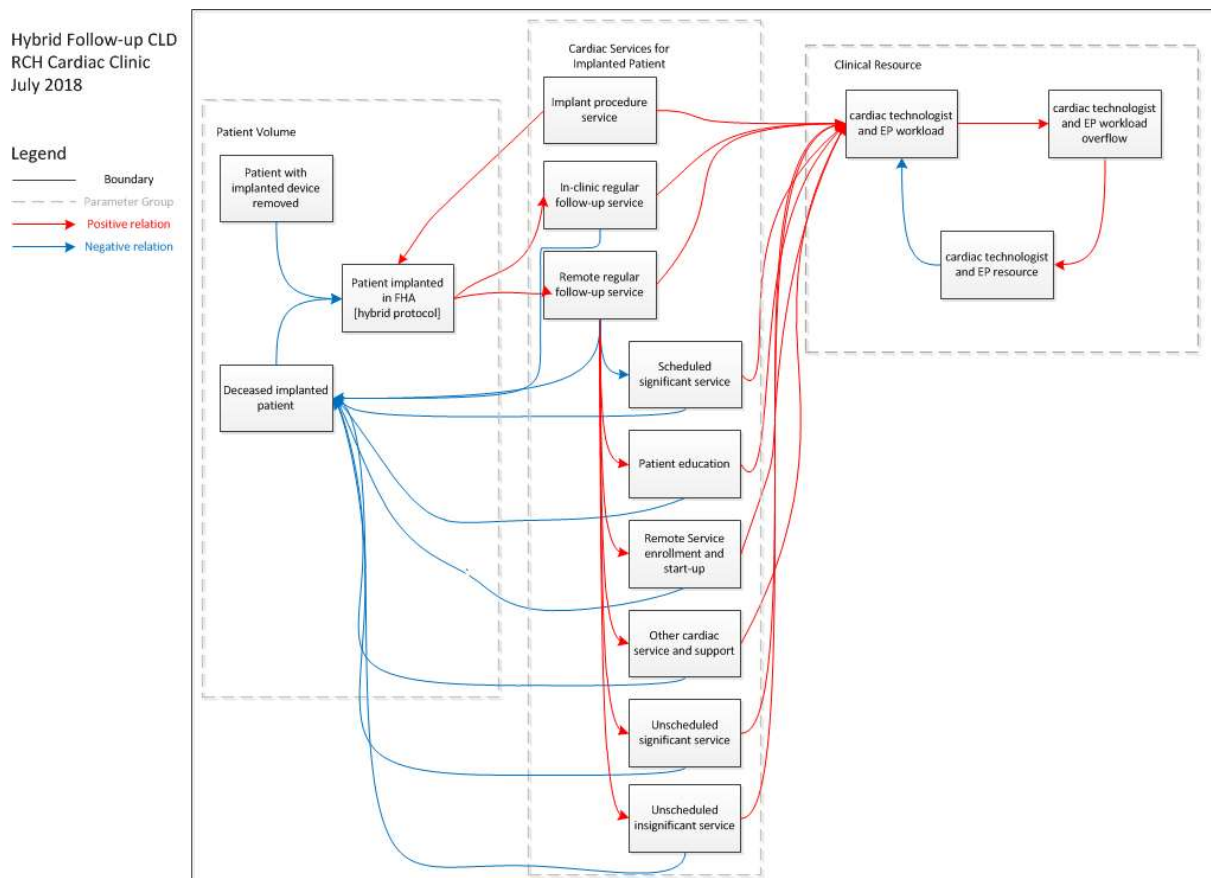 Hybrid Follow-up CLD
RCH Cardiac Clinic
July 2018
Legend
Boundary
Parameter Group
Positive relation
Negative relation
Patient Volume
Patient with
implanted device
removed
Patient implanted
in FHA
[hybrid protocol]
Deceased implanted
patient
Cardiac Services for
Implanted Patient
Implant procedure
service
In-clinic regular
follow-up service
Remote regular
follow-up service
Scheduled
significant service
Patient education
Remote Service
enrollment and
start-up
Other cardiac
service and support
Unscheduled
significant service
Unscheduled
insignificant service
Clinical Resource
cardiac technologist
and EP workload
cardiac technologist
and EP workload
overflow
cardiac technologist
and EP resource